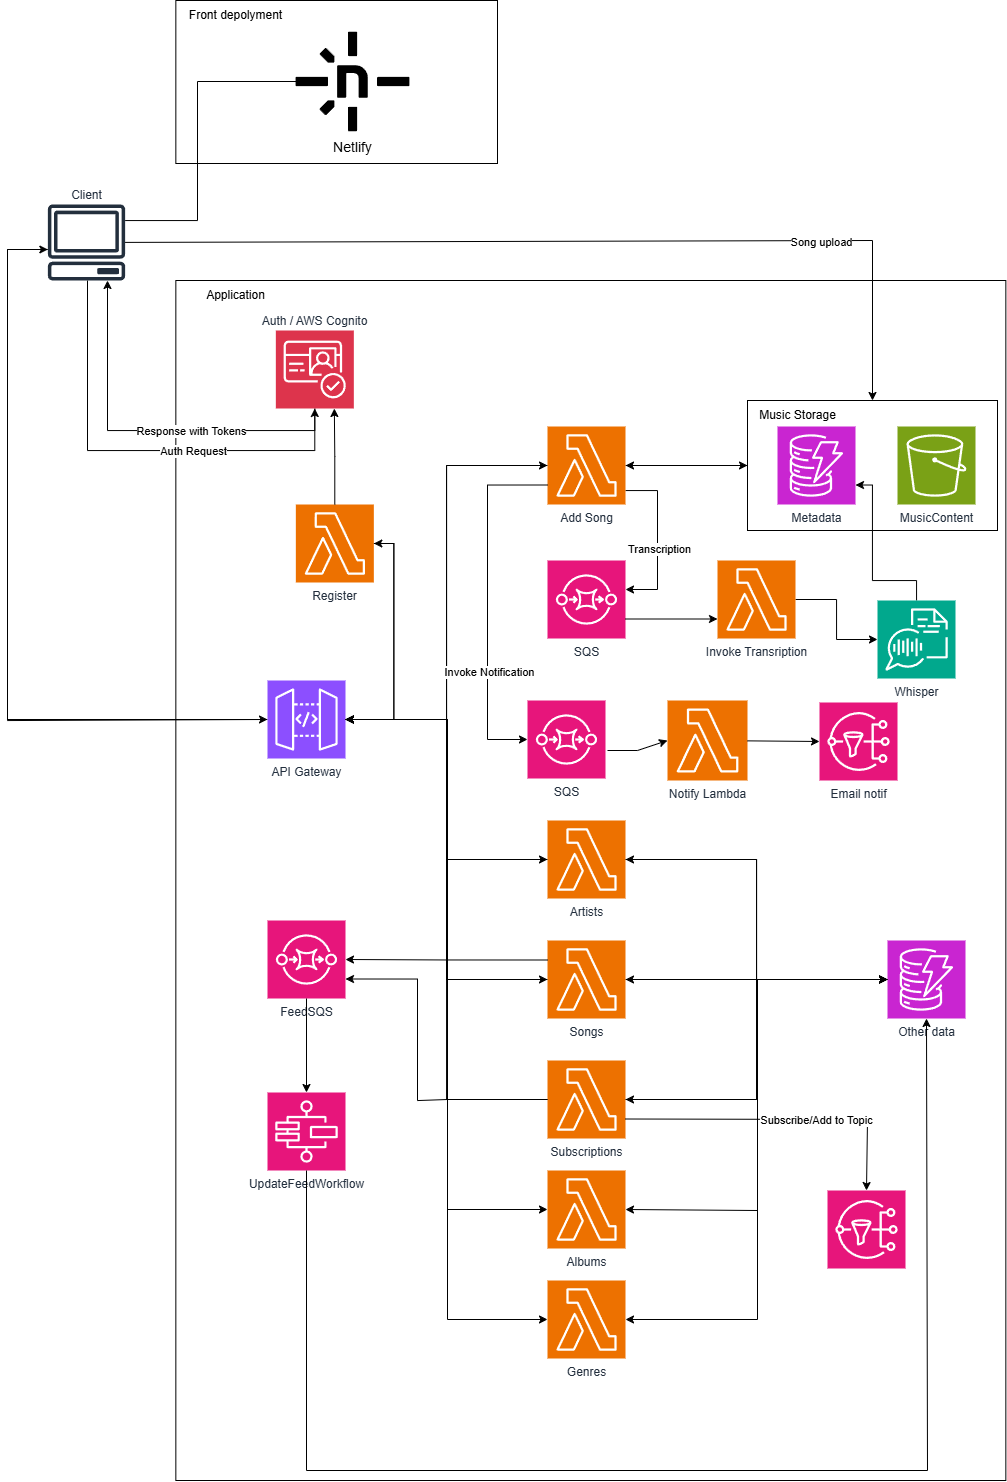 Front depolyment
Netlify
Client
Song upload
Application
Auth / AWS Cognito
Response with Tokens
Auth Request
Music Storage
Metadata
MusicContent
Add Song
Transcription
Register
SQS
Invoke Transription
Whisper
Invoke Notification
API Gateway
SQS
Notify Lambda
Email notif
Artists
FeedSQS
Songs
Other data
Subscribe/Add to Topic
Subscriptions
UpdateFeedWorkflow
Albums
Genres